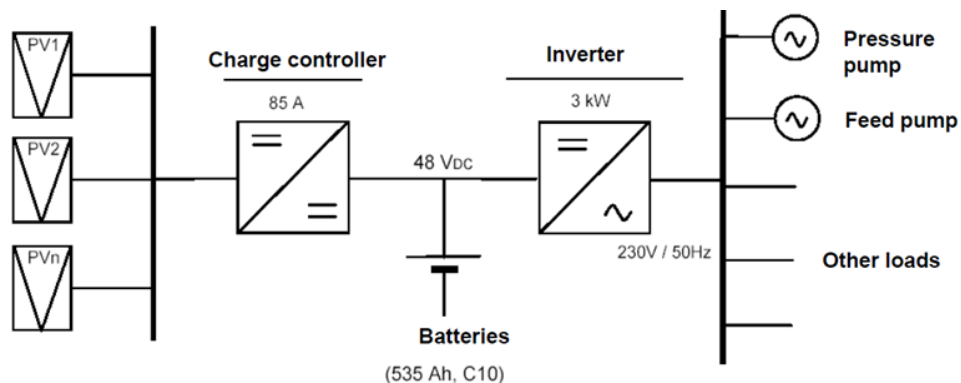 PV1
PV2
PVn
Charge controller
85 A
48 VDC
Batteries
(535 Ah, C10)
Inverter
3 kW
230V / 50Hz
Pressure
pump
Feed pump
Other loads